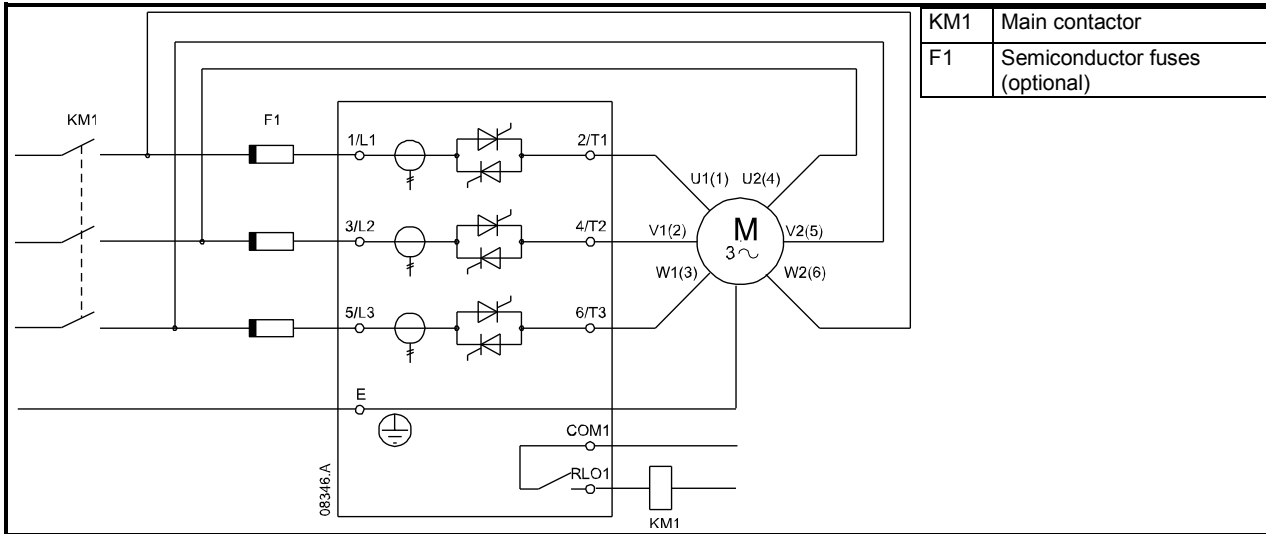 KM1 Main contactor
F1 Semiconductor fuses
(optional)
KM1
F1
1/L1
2/T1
U1(1) U2(4)
3/L2
4/T2
V1(2)
M
3~
V2(5)
W1(3)
W2(6)
5/L3
6/T3
E
COM1
RLO1
08346.A
KM1